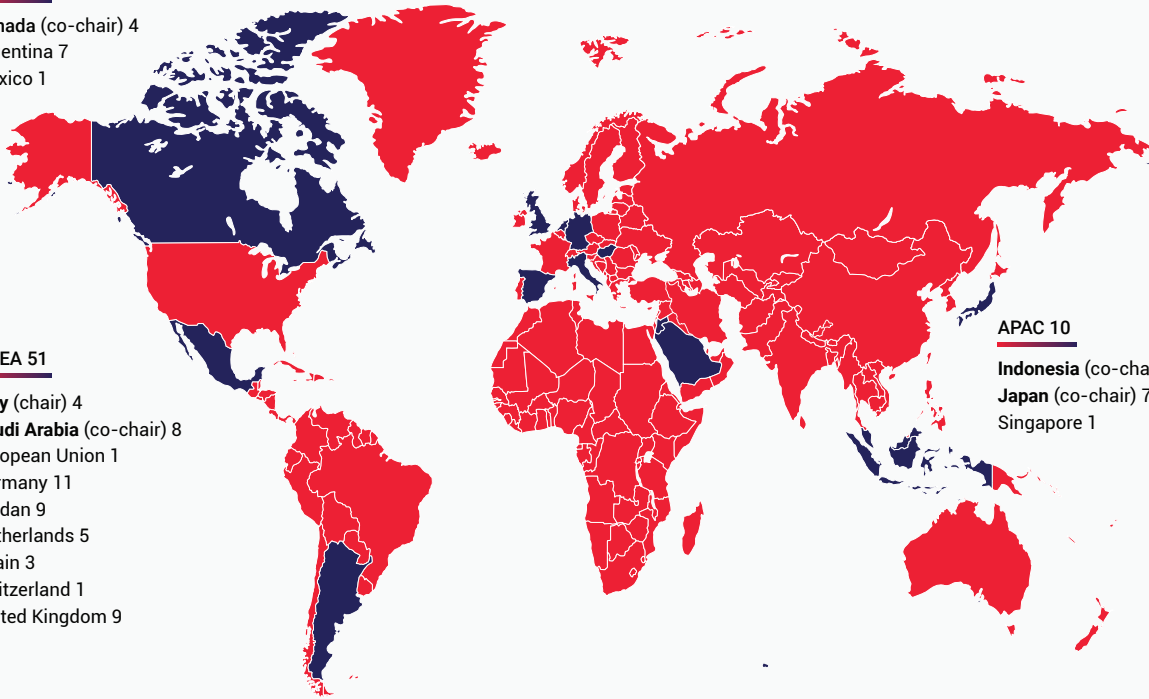 nada (co-chair) 4
entina 7
xico 1
EA 51
y (chair) 4
udi Arabia (co-chair) 8
opean Union 1
rmany 11
dan 9
therlands 5
ain 3
itzerland 1
ted Kingdom 9
APAC 10
Indonesia (co-cha
Japan (co-chair) 7
Singapore 1